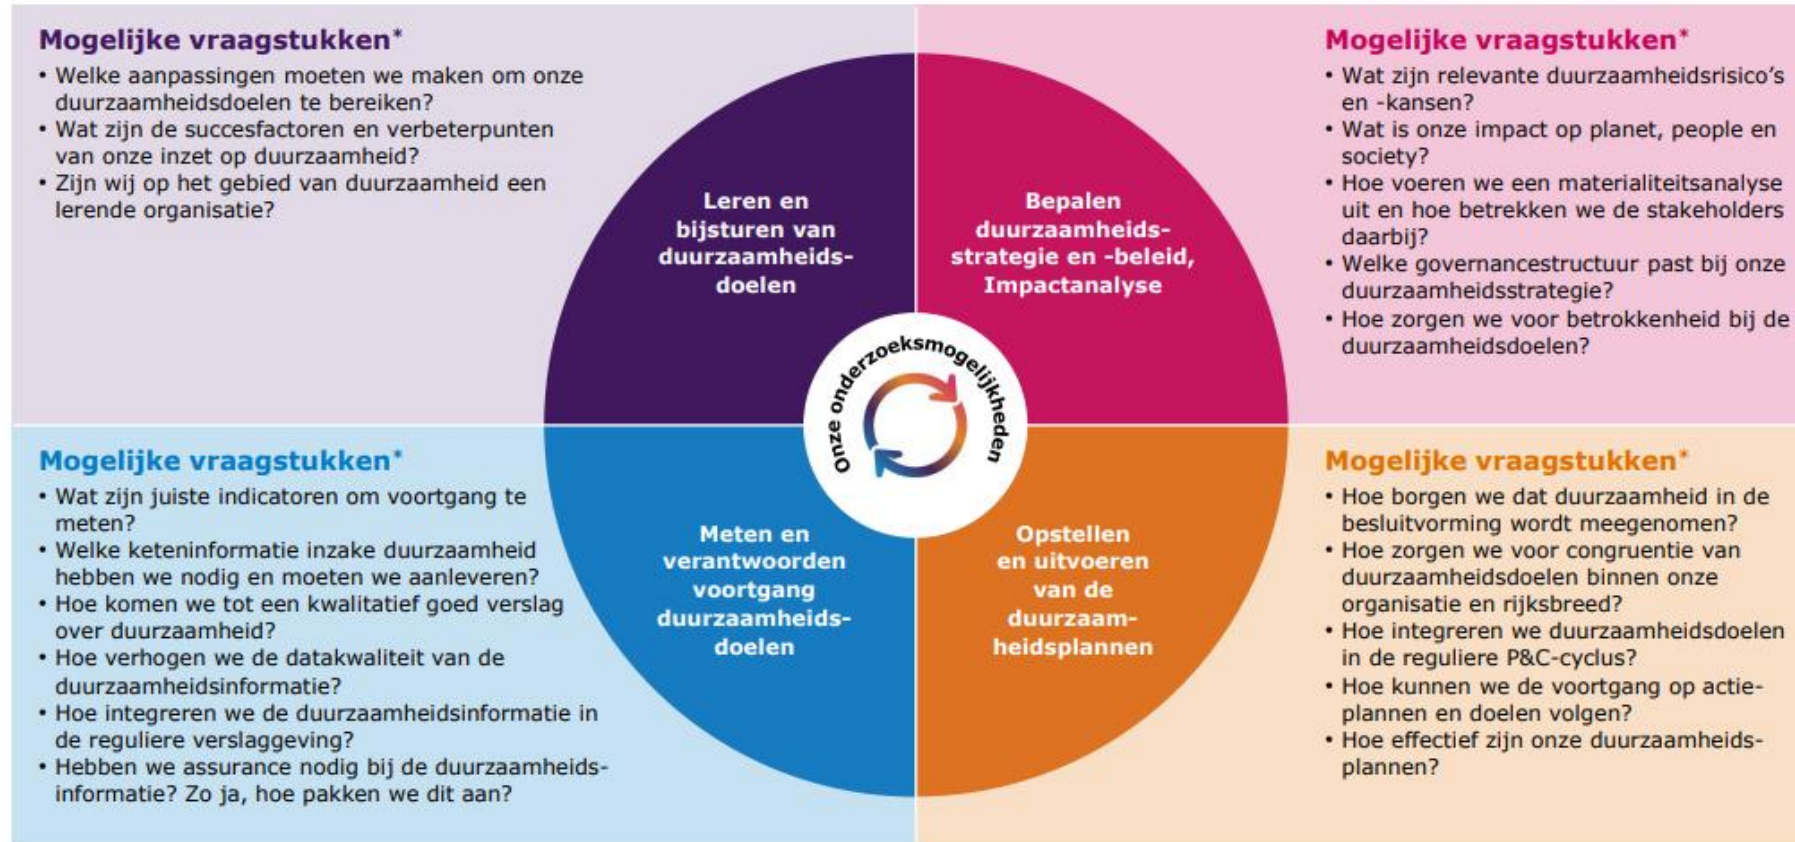 Mogelijke vraagstukken*
• Welke aanpassingen moeten we maken om onze
duurzaamheidsdoelen te bereiken?
• Wat zijn de succesfactoren en verbeterpunten
van onze inzet op duurzaamheid?
• Zijn wij op het gebied van duurzaamheid een
lerende organisatie?
Leren en
bijsturen van
duurzaamheids-
doelen
Bepalen
duurzaamheids-
strategie en -beleid,
Impactanalyse
Mogelijke vraagstukken*
• Wat zijn relevante duurzaamheidsrisico's
en -kansen?
• Wat is onze impact op planet, people en
society?
• Hoe voeren we een materialiteitsanalyse
uit en hoe betrekken we de stakeholders
daarbij?
• Welke governancestructuur past bij onze
duurzaamheidsstrategie?
• Hoe zorgen we voor betrokkenheid bij de
duurzaamheidsdoelen?
Onze onderzoeksmogelijkheden
Mogelijke vraagstukken*
• Wat zijn juiste indicatoren om voortgang te
meten?
• Welke keteninformatie inzake duurzaamheid
hebben we nodig en moeten we aanleveren?
• Hoe komen we tot een kwalitatief goed verslag
over duurzaamheid?
• Hoe verhogen we de datakwaliteit van de
duurzaamheidsinformatie?
• Hoe integreren we de duurzaamheidsinformatie in
de reguliere verslaggeving?
• Hebben we assurance nodig bij de duurzaamheids-
informatie? Zo ja, hoe pakken we dit aan?
Meten en
verantwoorden
voortgang
duurzaamheids-
doelen
Opstellen
en uitvoeren
van de
duurzaam-
heidsplannen
Mogelijke vraagstukken*
• Hoe borgen we dat duurzaamheid in de
besluitvorming wordt meegenomen?
• Hoe zorgen we voor congruentie van
duurzaamheidsdoelen binnen onze
organisatie en rijksbreed?
• Hoe integreren we duurzaamheidsdoelen
in de reguliere P&C-cyclus?
• Hoe kunnen we de voortgang op actie-
plannen en doelen volgen?
• Hoe effectief zijn onze duurzaamheids-
plannen?